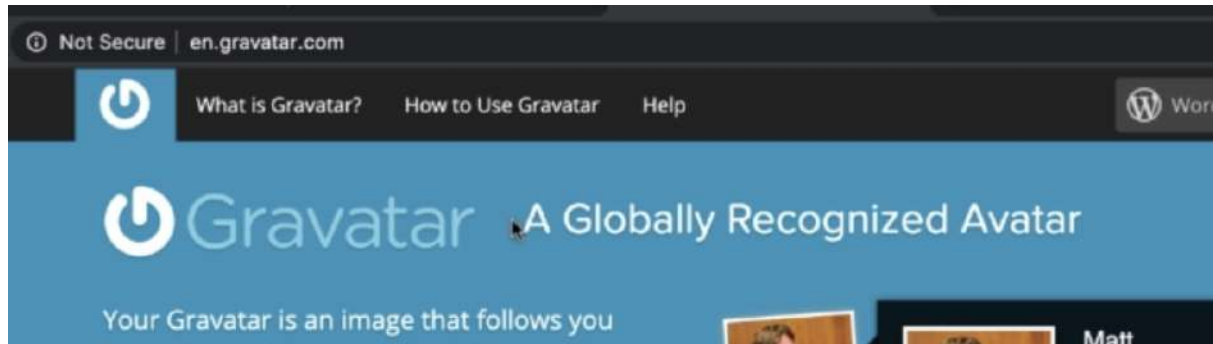 Not Secure | en.gravatar.com
What is Gravatar? How to Use Gravatar Help
Gravatar A Globally Recognized Avatar
Your Gravatar is an image that follows you
Matt